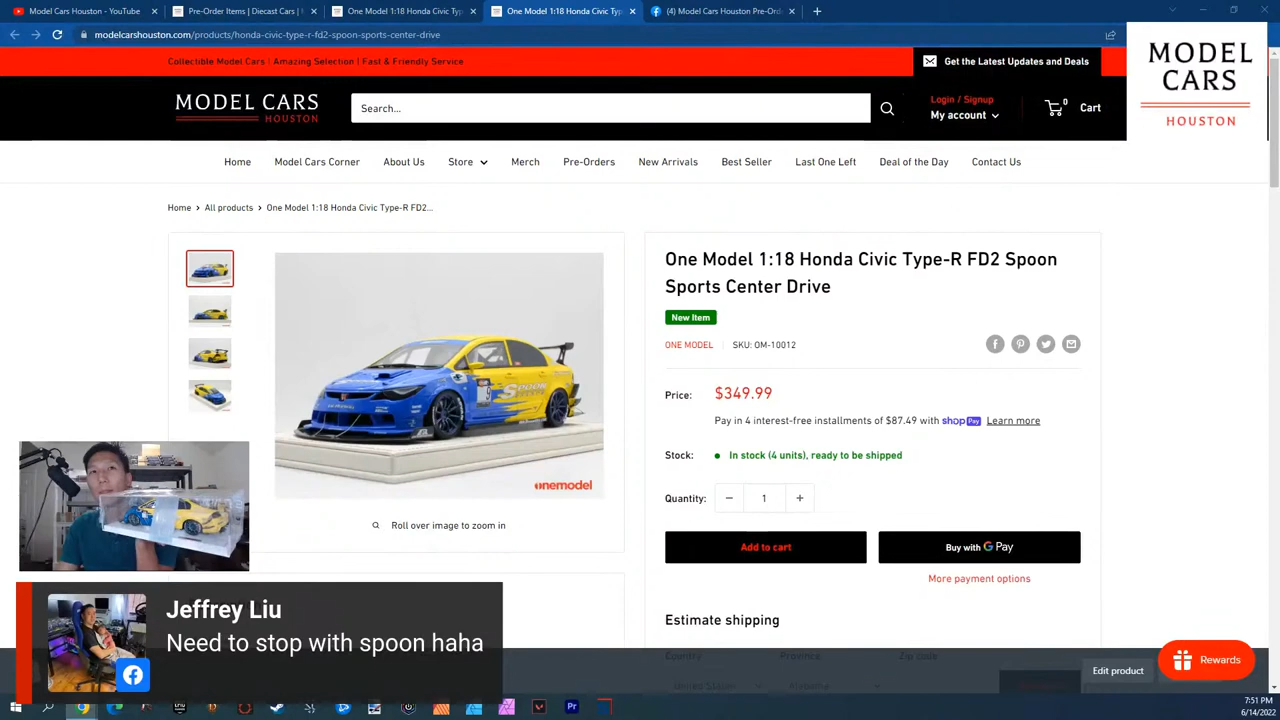 Model Cars Houston - YouTube
Pre-Order Items | Diecast Cars |
One Model 1:18 Honda Civic Typ
One Model 1:18 Honda Civic Typ
(4) Model Cars Houston Pre-Ord
modelcarshouston.com/products/honda-civic-type-r-fd2-spoon-sports-center-drive
Collectible Model Cars | Amazing Selection | Fast & Friendly Service
Get the Latest Updates and Deals
MODEL CARS
HOUSTON
MODEL CARS
HOUSTON
Search...
Login / Signup
My account
0
Cart
Home
Model Cars Corner
About Us
Store
Merch
Pre-Orders
New Arrivals
Best Seller
Last One Left
Deal of the Day
Contact Us
Home > All products > One Model 1:18 Honda Civic Type-R FD2...
SPOON
onemodel
Roll over image to zoom in
One Model 1:18 Honda Civic Type-R FD2 Spoon
Sports Center Drive
New Item
ONE MODEL
SKU: OM-10012
Price:
$349.99
Pay in 4 interest-free installments of $87.49 with shop Pay Learn more
Stock:
In stock (4 units), ready to be shipped
Quantity:
1
Add to cart
Buy with G Pay
More payment options
Estimate shipping
Country
Province
Zip code
United States
Alabama
Edit product
Rewards
Jeffrey Liu
Need to stop with spoon haha
7:51 PM
6/14/2022